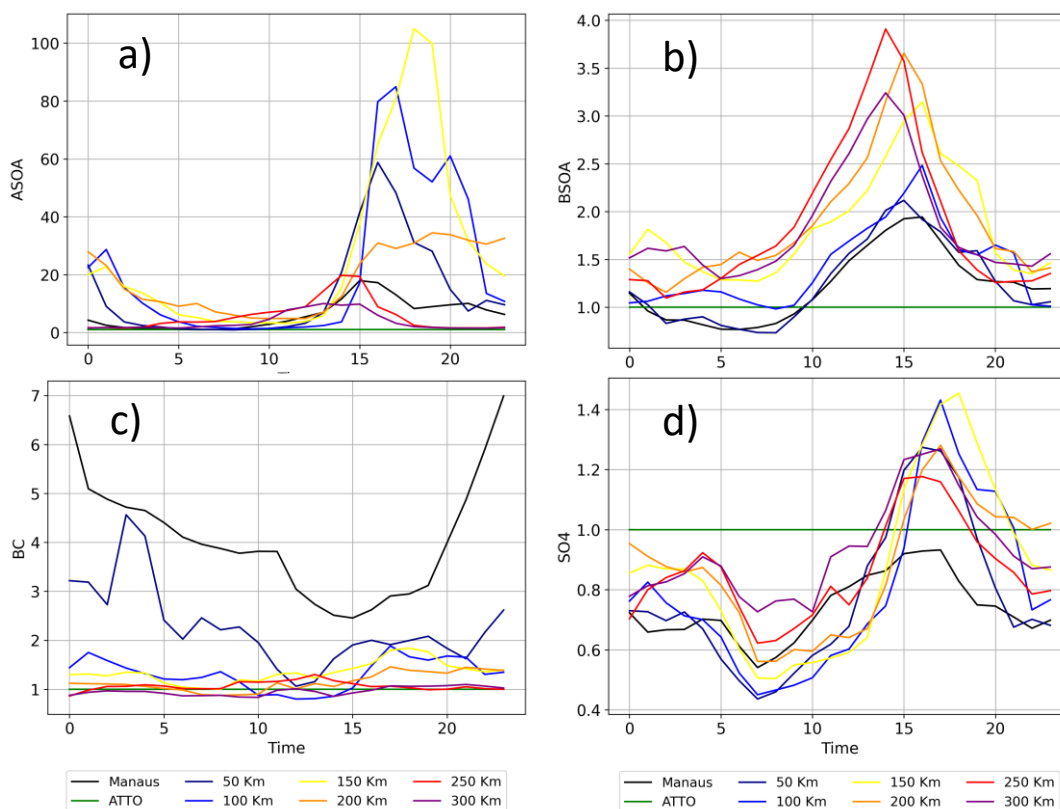 a)
ASOA
100
80
60
40
20
0
0 5 10 15 20
b)
BSOA
4.0
3.5
3.0
2.5
2.0
1.5
1.0
0 5 10 15 20
c)
BC
7
6
5
4
3
2
1
0 5 10 15 20
Time
d)
SO4
1.4
1.2
1.0
0.8
0.6
0.4
0 5 10 15 20
Time
Manaus 50 Km 150 Km 250 Km
ATTO 100 Km 200 Km 300 Km
Manaus 50 Km 150 Km 250 Km
ATTO 100 Km 200 Km 300 Km